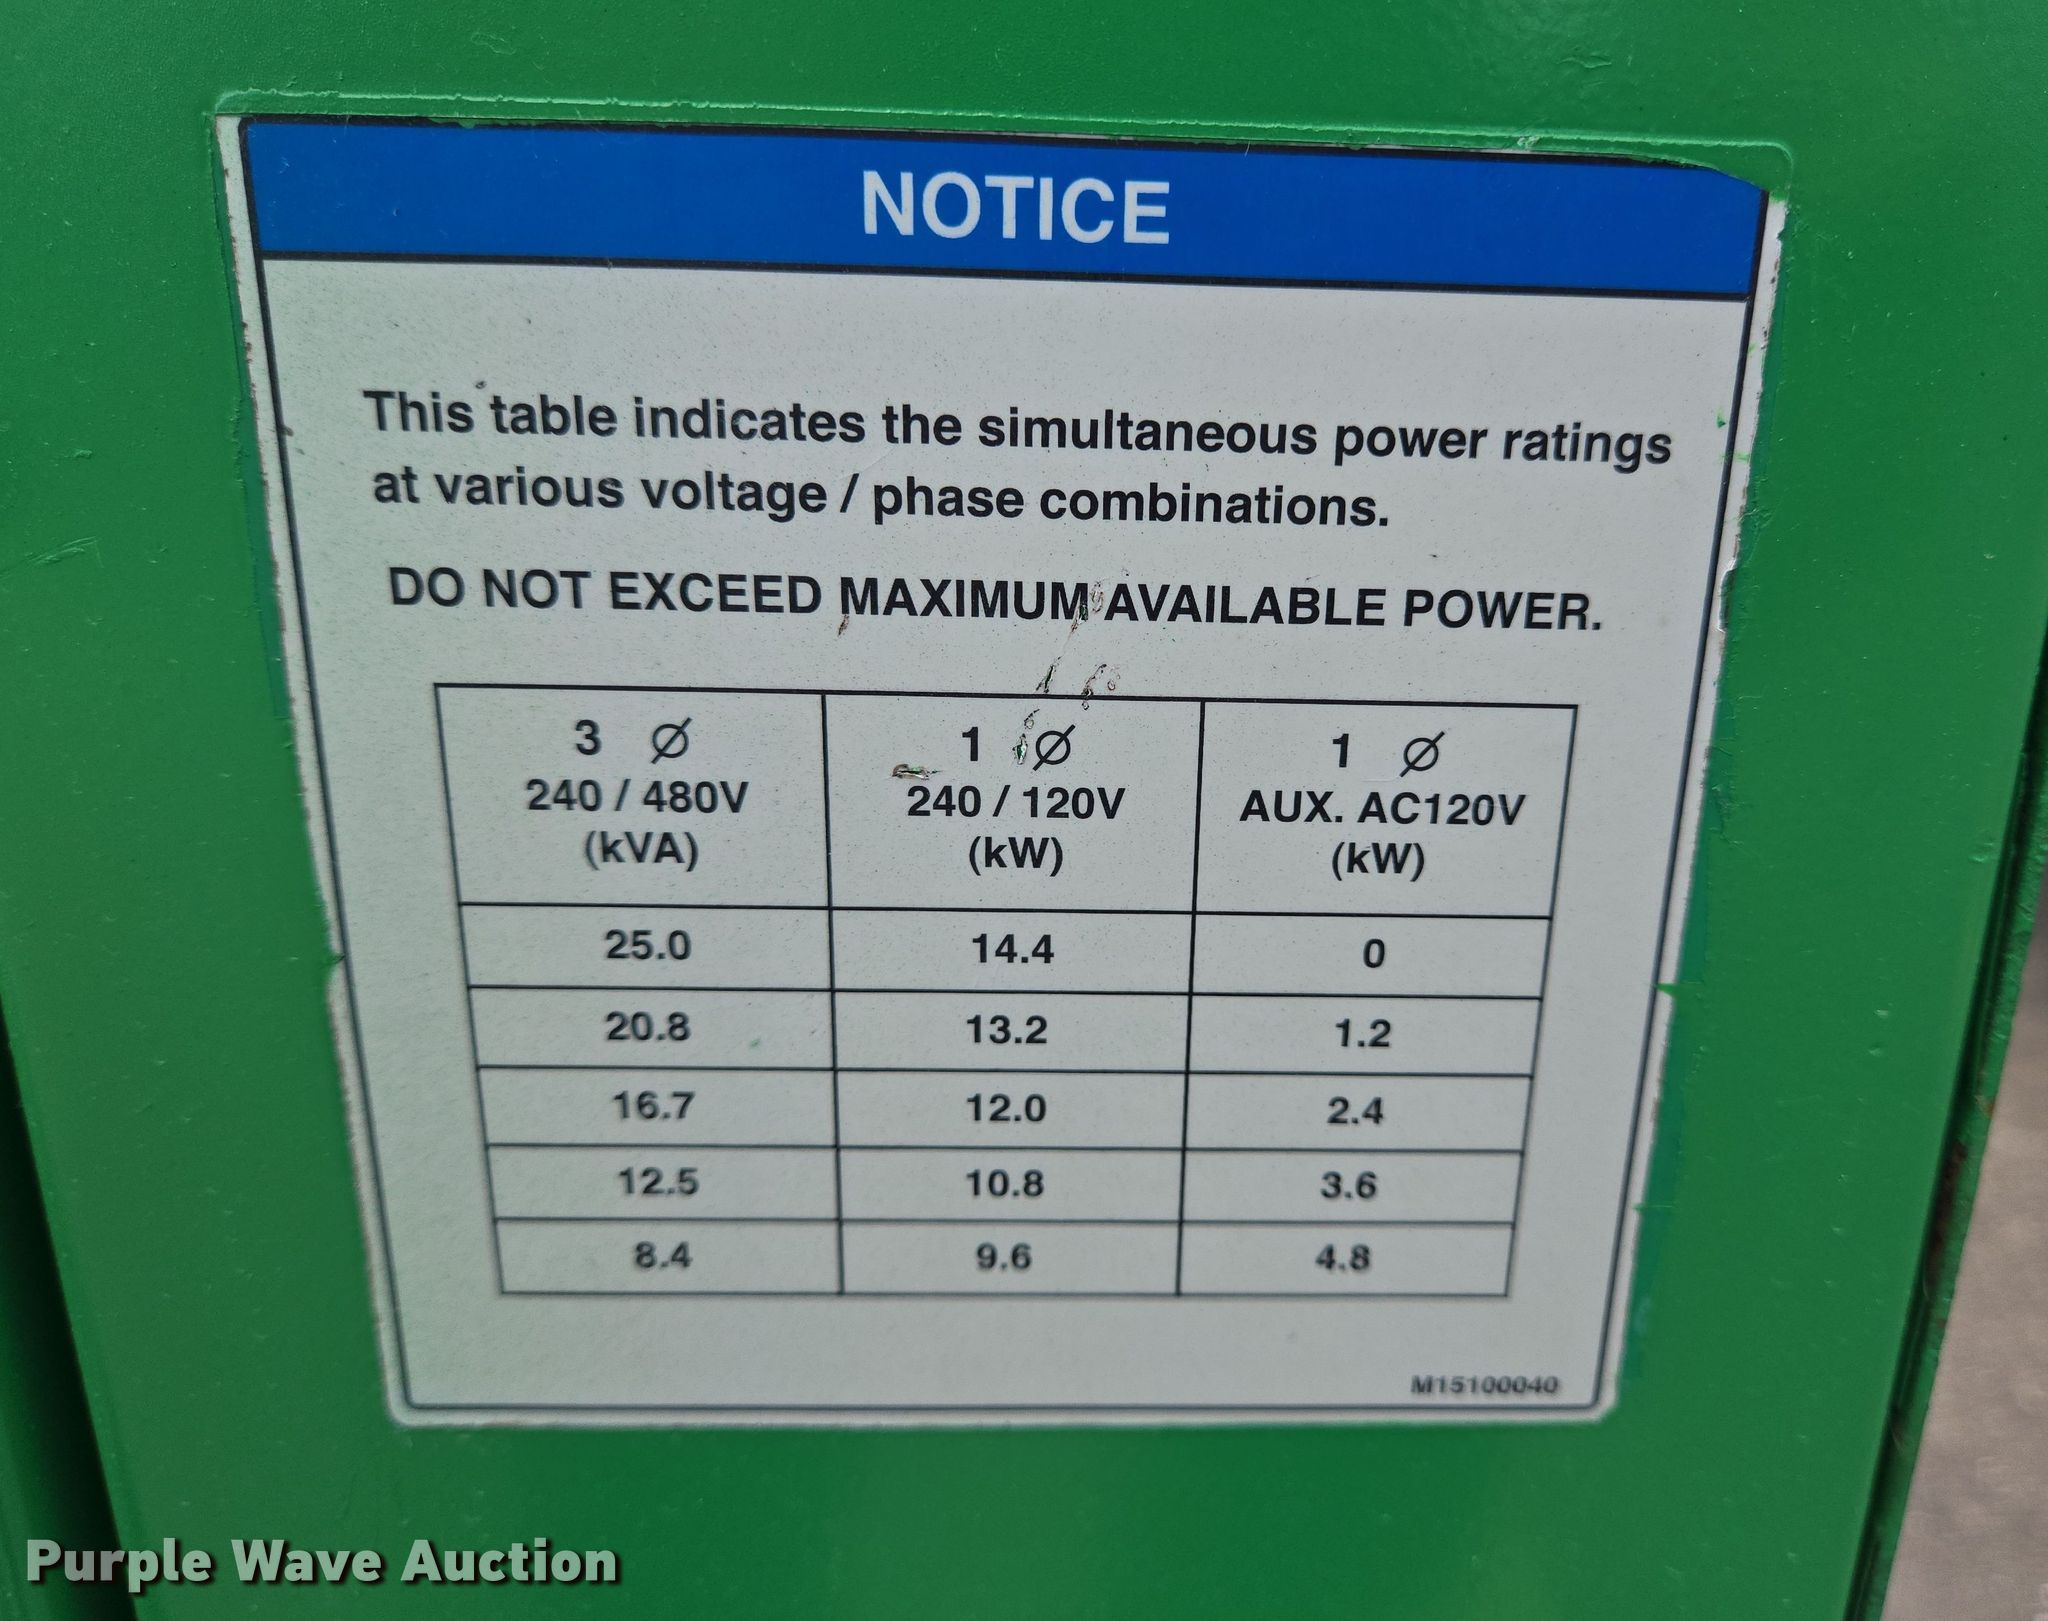 NOTICE
This table indicates the simultaneous power ratings
at various voltage / phase combinations.
DO NOT EXCEED MAXIMUM AVAILABLE POWER.
3 Ø 1 Ø 1 Ø
240 / 480V 240 / 120V AUX. AC120V
(kVA) (kW) (kW)
25.0 14.4 0
20.8 13.2 1.2
16.7 12.0 2.4
12.5 10.8 3.6
8.4 9.6 4.8
M15100040
Purple Wave Auction